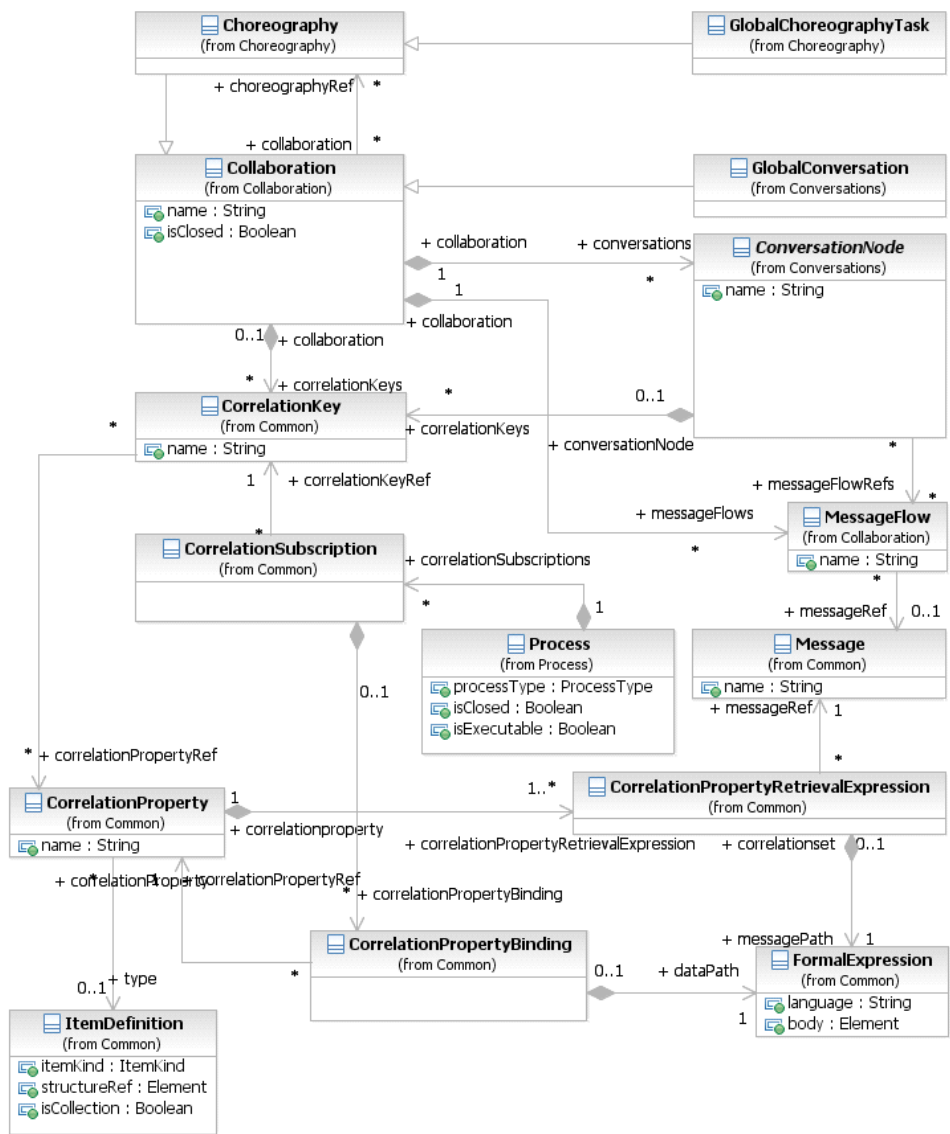 Choreography
(from Choreography)
GlobalChoreographyTask
(from Choreography)
+ choreographyRef
*
+ collaboration
*
Collaboration
(from Collaboration)
name : String
isClosed : Boolean
GlobalConversation
(from Conversations)
+ collaboration
+ conversations
1
*
ConversationNode
(from Conversations)
name : String
1
+ collaboration
0..1
+ collaboration
*
+ correlationKeys
CorrelationKey
(from Common)
name : String
*
*
0..1
+ correlationKeys
+ conversationNode
1
+ correlationKeyRef
*
*
+ messageFlowRefs
*
+ messageFlows
*
MessageFlow
(from Collaboration)
name : String
CorrelationSubscription
(from Common)
+ correlationSubscriptions
*
1
*
+ messageRef
0..1
Process
(from Process)
processType : ProcessType
isClosed : Boolean
isExecutable : Boolean
Message
(from Common)
name : String
0..1
+ messageRef
1
*
* + correlationPropertyRef
CorrelationProperty
(from Common)
name : String
1
+ correlationproperty
1..*
+ correlationPropertyRetrievalExpression
CorrelationPropertyRetrievalExpression
(from Common)
+ correlationset
0..1
+ correlationProperty
*
1
+ correlationPropertyRef
* + correlationPropertyBinding
+ messagePath
1
CorrelationPropertyBinding
(from Common)
*
0..1
+ dataPath
1
FormalExpression
(from Common)
language : String
body : Element
+ type
0..1
ItemDefinition
(from Common)
itemKind : ItemKind
structureRef : Element
isCollection : Boolean